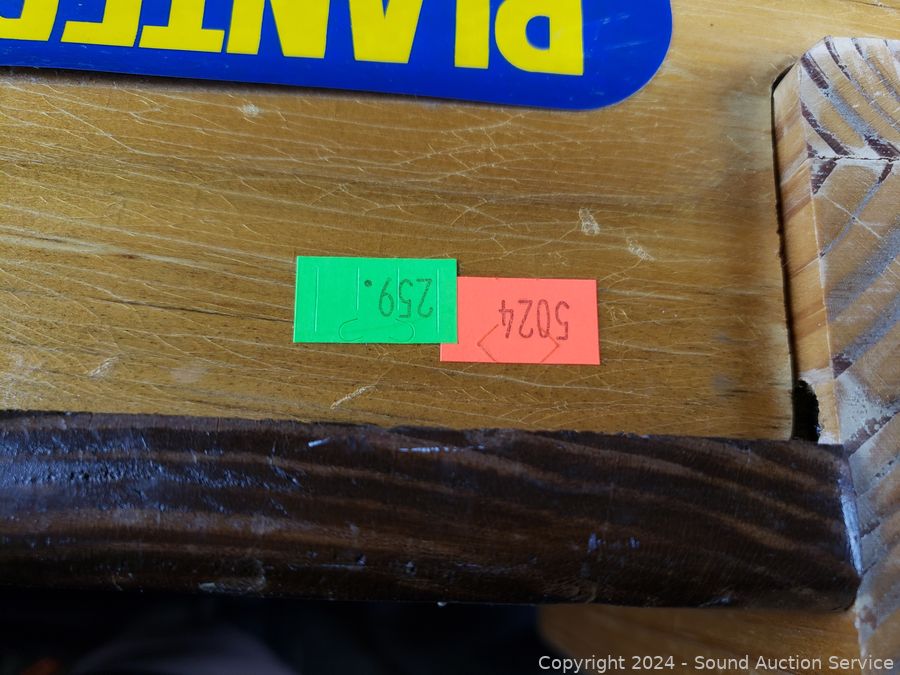 PLANTE
259.
5024
Copyright 2024 - Sound Auction Service